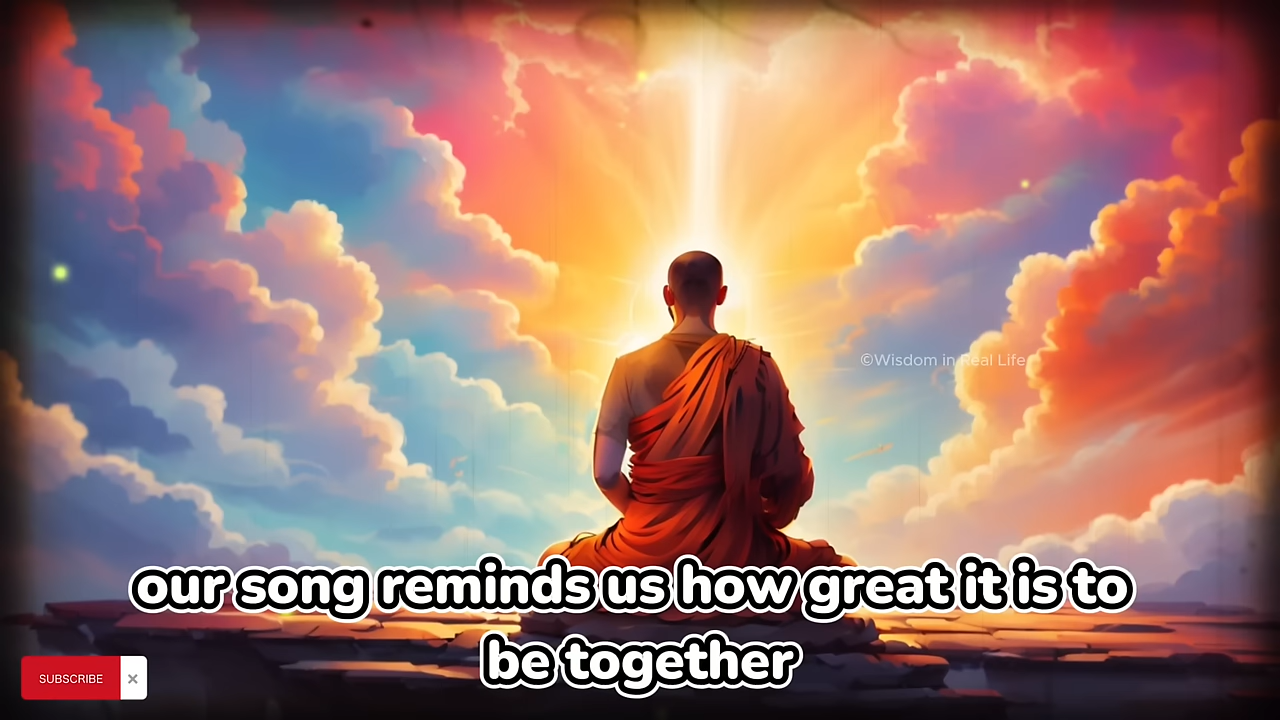 ©Wisdom in Real Life
our song reminds us how great it is to
be together
SUBSCRIBE